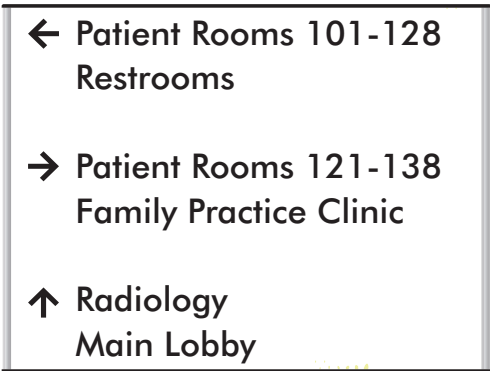 ← Patient Rooms 101-128
Restrooms
→ Patient Rooms 121-138
Family Practice Clinic
↑ Radiology
Main Lobby